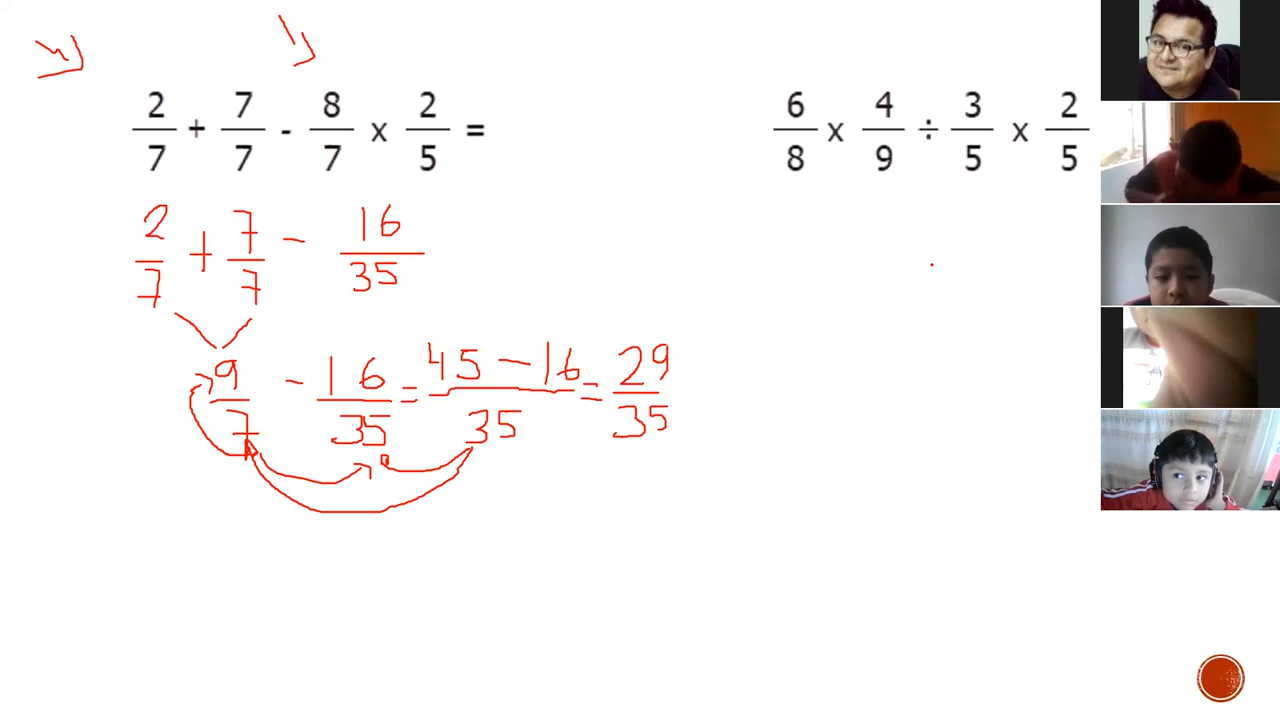 2/7 + 7/7 - 8/7 x 2/5 =
2/7 + 7/7 - 16/35
9/7 - 16/35 = 45 - 16/35 = 29/35
6/8 x 4/9 ÷ 3/5 x 2/5